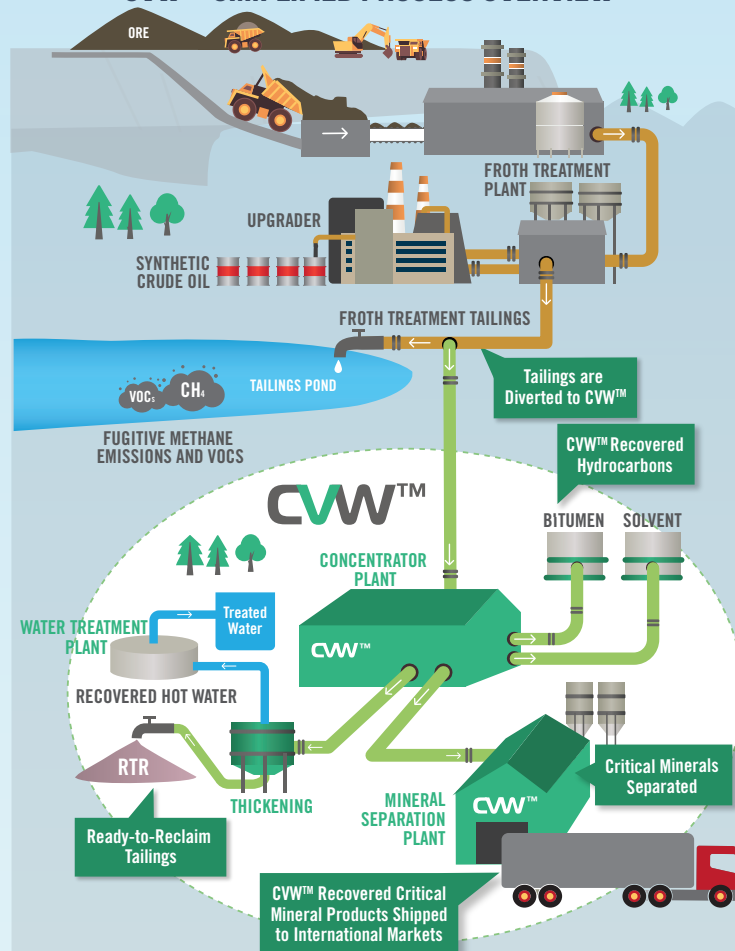 ORE
FROTH TREATMENT
PLANT
UPGRADER
SYNTHETIC
CRUDE OIL
FROTH TREATMENT TAILINGS
TAILINGS POND
VOCs
CH4
FUGITIVE METHANE
EMISSIONS AND VOCS
Tailings are
Diverted to CVW™
CVW™ Recovered
Hydrocarbons
CVW™
BITUMEN
SOLVENT
CONCENTRATOR
PLANT
CVW™
Treated
Water
WATER TREATMENT
PLANT
RECOVERED HOT WATER
RTR
THICKENING
Ready-to-Reclaim
Tailings
MINERAL
SEPARATION
PLANT
CVW™
Critical Minerals
Separated
CVW™ Recovered Critical
Mineral Products Shipped
to International Markets